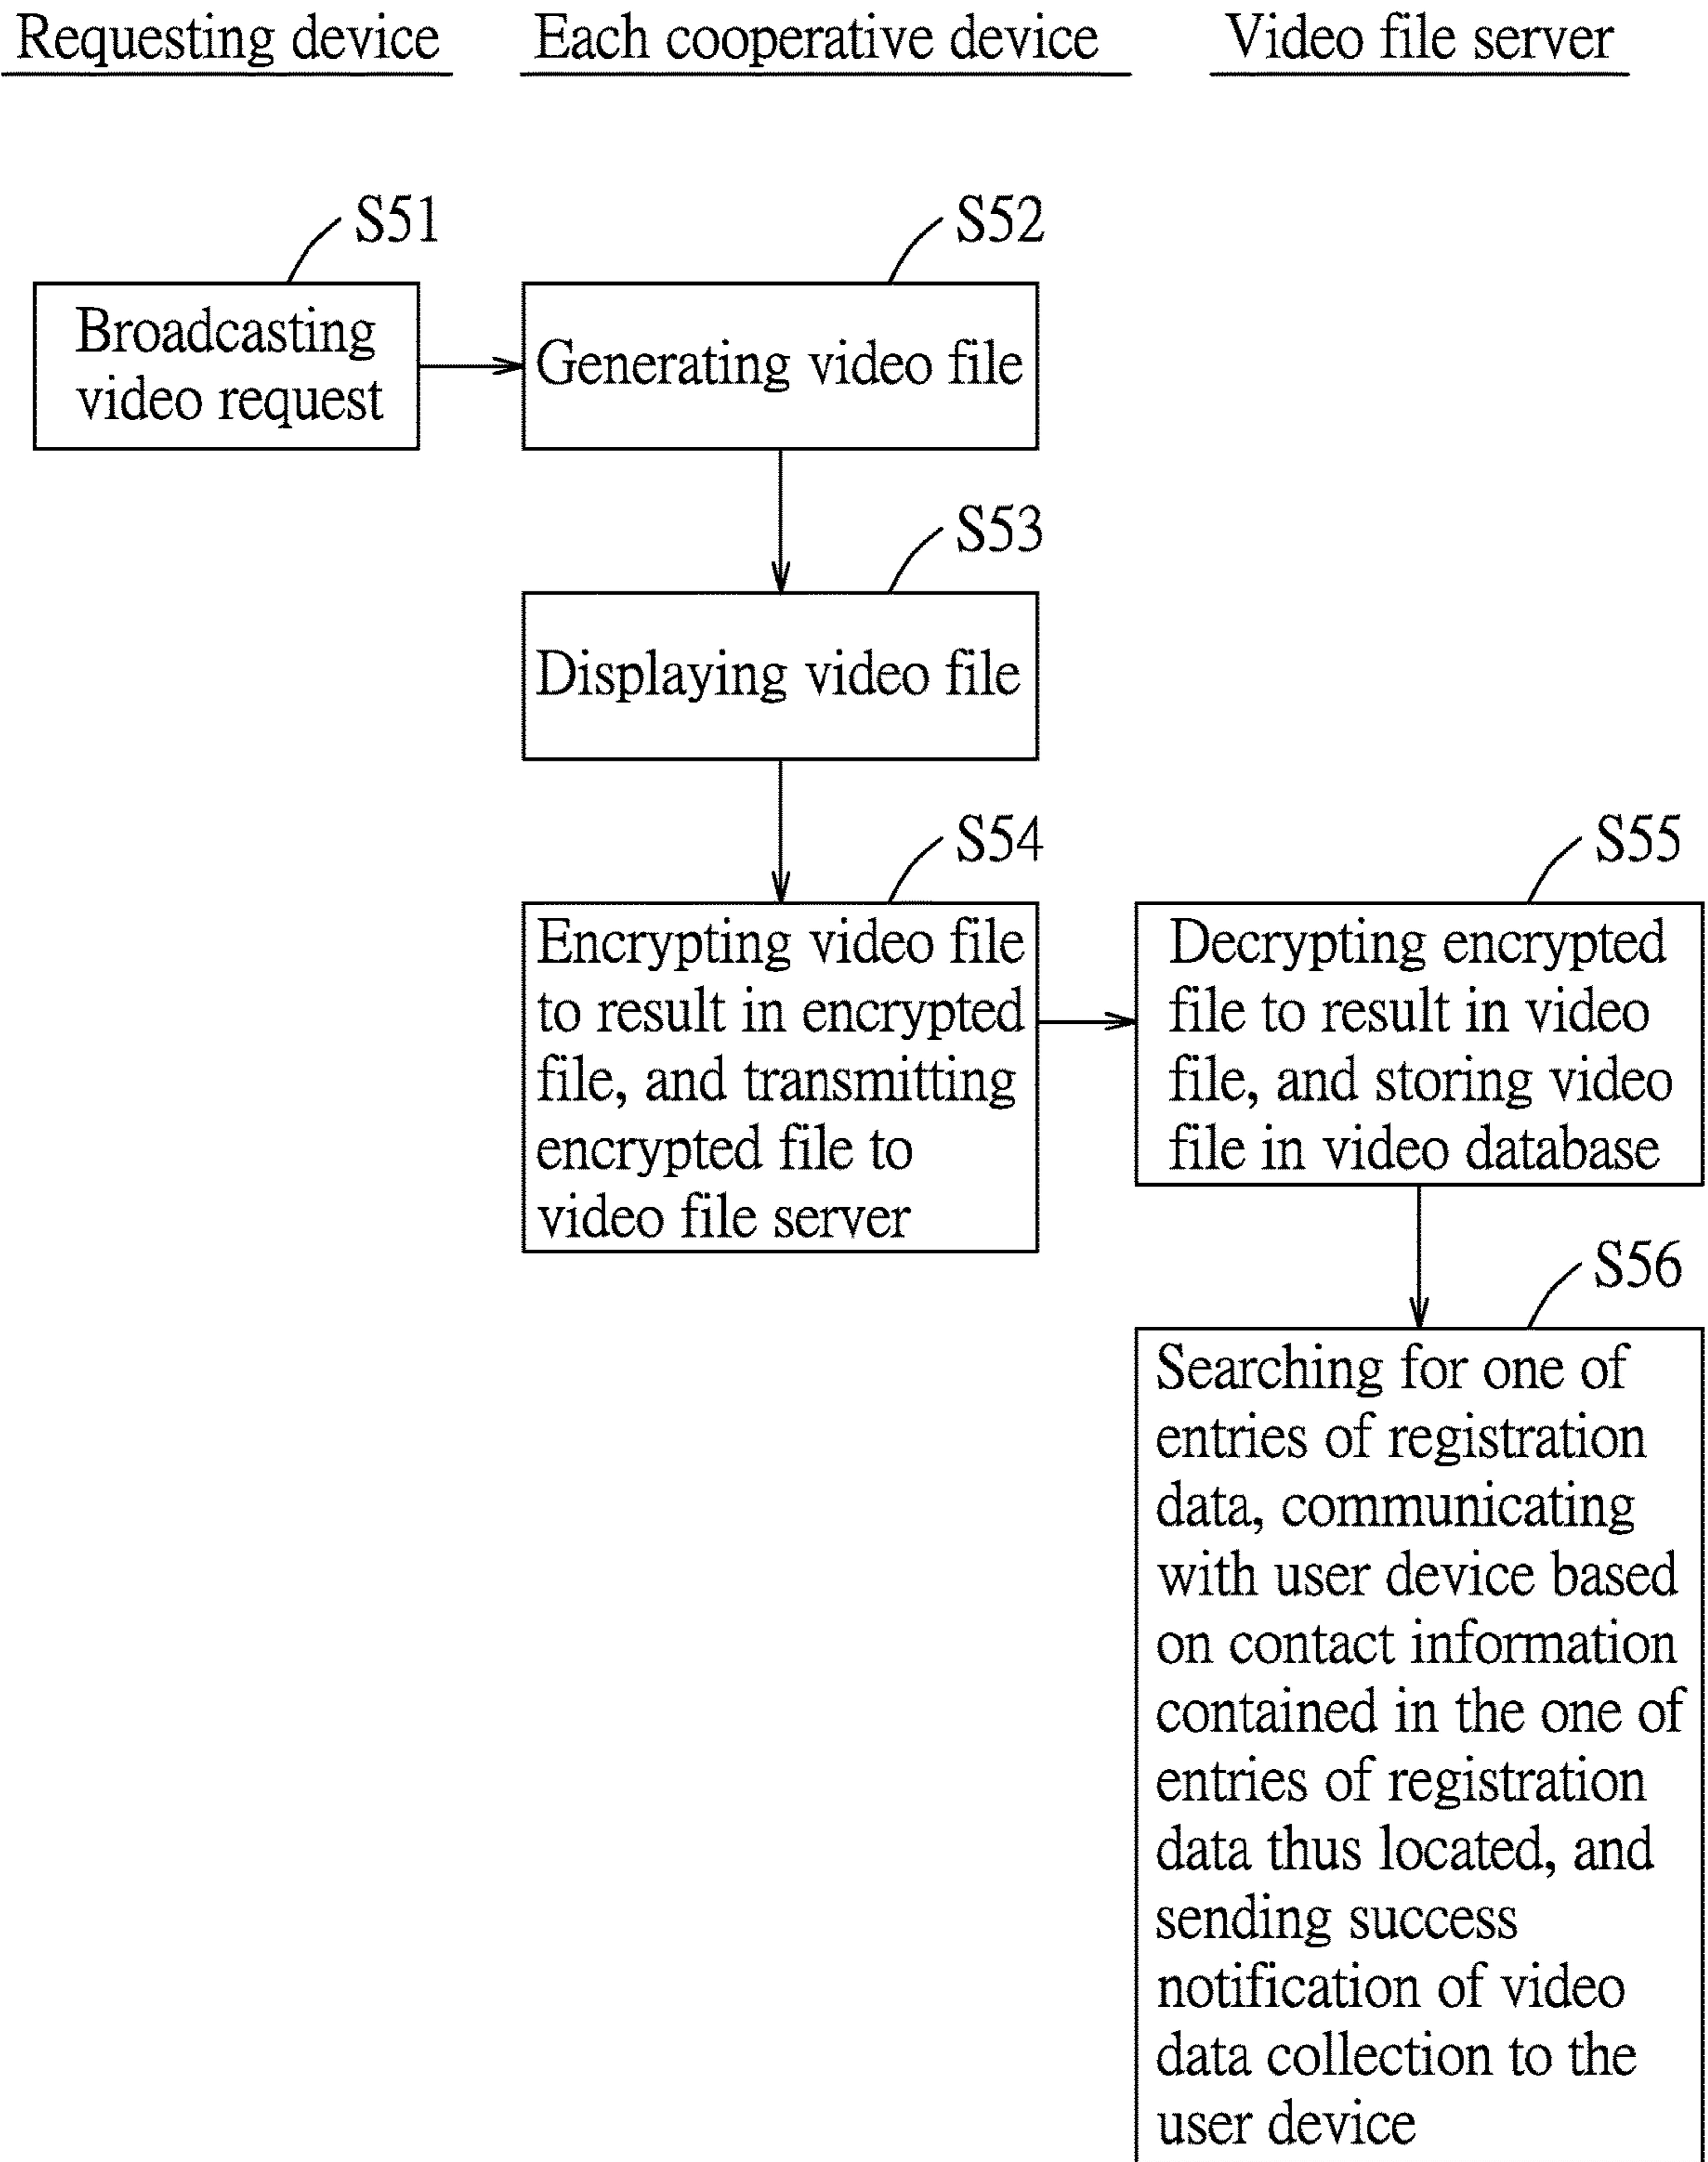 Requesting device
Each cooperative device
Video file server
S51
Broadcasting
video request
S52
Generating video file
S53
Displaying video file
S54
Encrypting video file
to result in encrypted
file, and transmitting
encrypted file to
video file server
S55
Decrypting encrypted
file to result in video
file, and storing video
file in video database
S56
Searching for one of
entries of registration
data, communicating
with user device based
on contact information
contained in the one of
entries of registration
data thus located, and
sending success
notification of video
data collection to the
user device